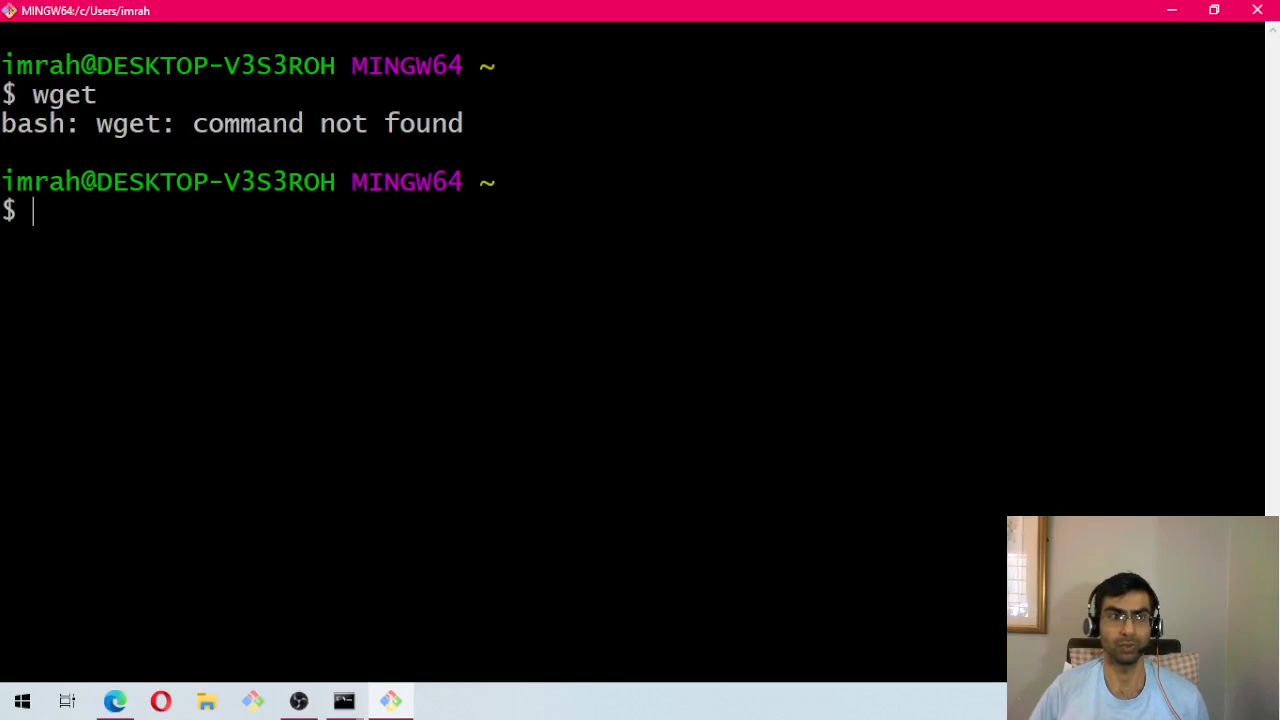 MINGW64:/c/Users/imrah
imrah@DESKTOP-V3S3ROH MINGW64 ~
$ wget
bash: wget: command not found
imrah@DESKTOP-V3S3ROH MINGW64 ~
$